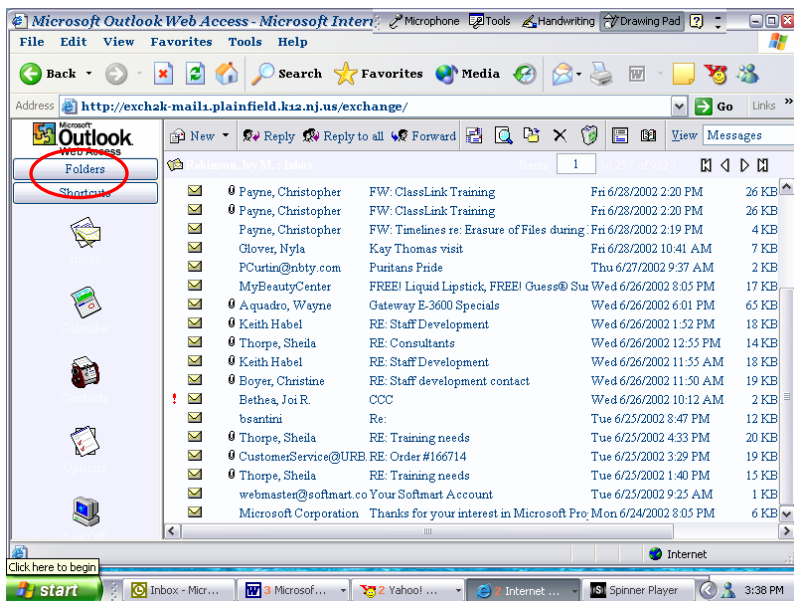 Microsoft Outlook Web Access - Microsoft Inter
Microphone Tools Handwriting Drawing Pad
File Edit View Favorites Tools Help
Back Search Favorites Media
Address http://exchak-mail1.plainfield.k12.nj.us/exchange/ Go Links »
Microsoft Outlook Web Access
New Reply Reply to all Forward View Messages
Folders
Robinson, Ivy M. : Inbox Items 1 to 25 ( of 932 )
Shortcuts
Payne, Christopher FW: ClassLink Training Fri 6/28/2002 2:20 PM 26 KB
Payne, Christopher FW: ClassLink Training Fri 6/28/2002 2:20 PM 26 KB
Payne, Christopher FW: Timelines re: Erasure of Files during Fri 6/28/2002 2:19 PM 4 KB
Glover, Nyla Kay Thomas visit Fri 6/28/2002 10:41 AM 7 KB
PCurtin@nbty.com Puritans Pride Thu 6/27/2002 9:37 AM 2 KB
MyBeautyCenter FREE! Liquid Lipstick, FREE! Guess® Su Wed 6/26/2002 8:05 PM 17 KB
Aquadro, Wayne Gateway E-3600 Specials Wed 6/26/2002 6:01 PM 65 KB
Keith Habel RE: Staff Development Wed 6/26/2002 1:52 PM 18 KB
Thorpe, Sheila RE: Consultants Wed 6/26/2002 12:55 PM 14 KB
Keith Habel RE: Staff Development Wed 6/26/2002 11:55 AM 18 KB
Boyer, Christine RE: Staff development contact Wed 6/26/2002 11:50 AM 19 KB
Bethea, Joi R. CCC Wed 6/26/2002 10:12 AM 2 KB
bsantini Re: Tue 6/25/2002 8:47 PM 12 KB
Thorpe, Sheila RE: Training needs Tue 6/25/2002 4:33 PM 20 KB
CustomerService@URB RE: Order #166714 Tue 6/25/2002 3:29 PM 19 KB
Thorpe, Sheila RE: Training needs Tue 6/25/2002 1:40 PM 15 KB
webmaster@softmart.co Your Softmart Account Tue 6/25/2002 9:25 AM 1 KB
Microsoft Corporation Thanks for your interest in Microsoft Pro Mon 6/24/2002 8:05 PM 6 KB
Inbox
Calendar
Contacts
Options
Internet
Click here to begin
start Inbox - Micr... 3 Microsof... 2 Yahoo! ... 2 Internet ... Spinner Player 3:38 PM